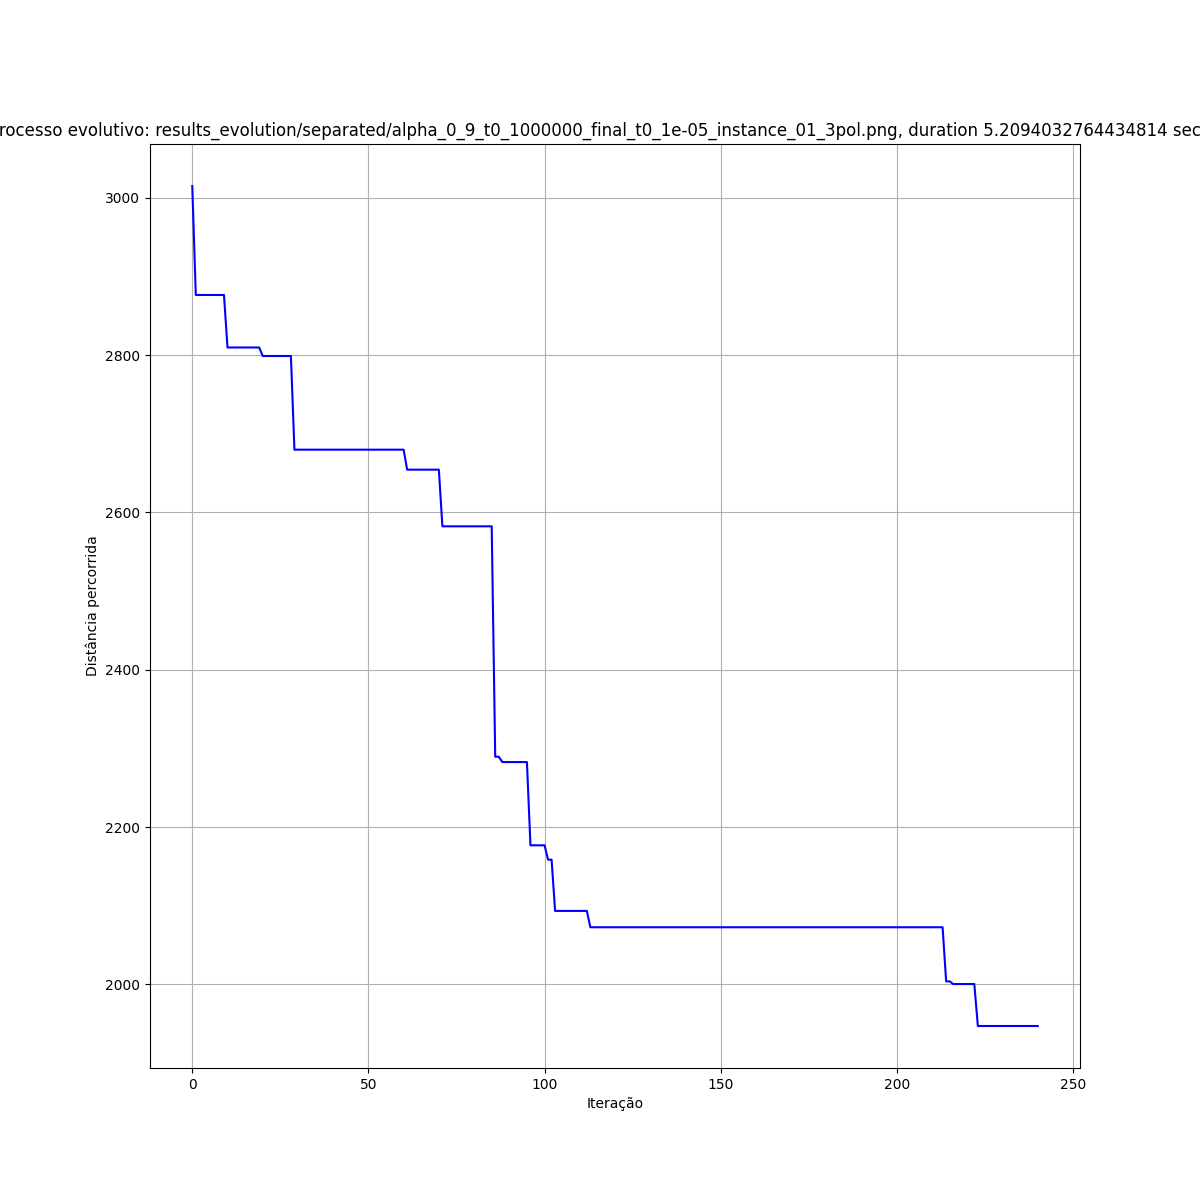 rocesso evolutivo: results_evolution/separated/alpha_0_9_t0_1000000_final_t0_1e-05_instance_01_3pol.png, duration 5.2094032764434814 sec
3000
2800
2600
2400
2200
2000
Distância percorrida
0 50 100 150 200 250
Iteração